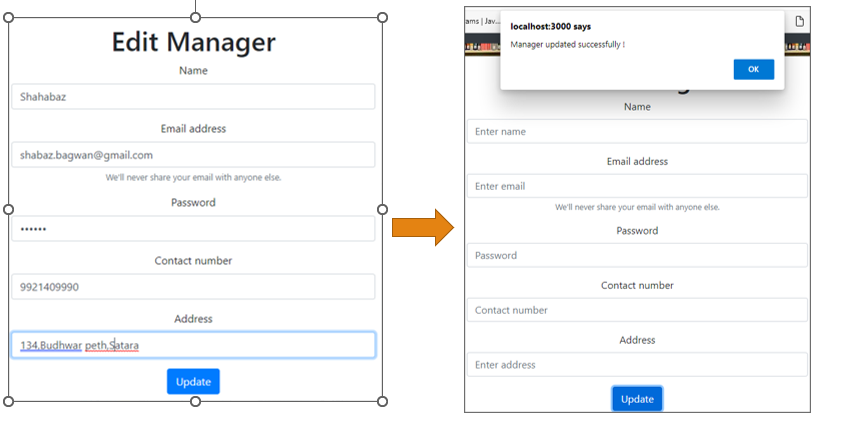 Edit Manager
Name
Shahabaz
Email address
shabaz.bagwan@gmail.com
We'll never share your email with anyone else.
Password
••••••
Contact number
9921409990
Address
134,Budhwar peth,Satara
Update
rams | Jav...
localhost:3000 says
Manager updated successfully !
OK
Name
Enter name
Email address
Enter email
We'll never share your email with anyone else.
Password
Password
Contact number
Contact number
Address
Enter address
Update